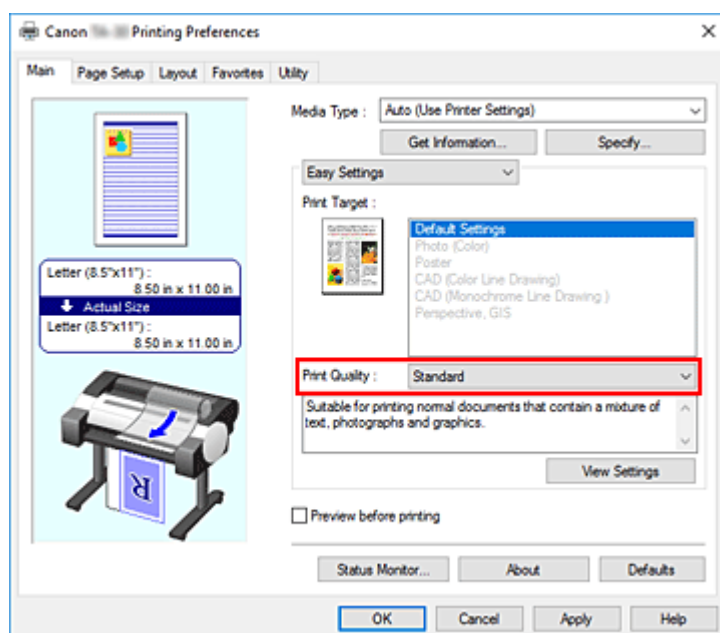 Canon Printing Preferences
Main Page Setup Layout Favorites Utility
Media Type : Auto (Use Printer Settings)
Get Information... Specify...
Easy Settings
Print Target :
Default Settings
Photo (Color)
Poster
CAD (Color Line Drawing)
CAD (Monochrome Line Drawing )
Perspective, GIS
Letter (8.5"x11") :
8.50 in x 11.00 in
Actual Size
Letter (8.5"x11") :
8.50 in x 11.00 in
Print Quality : Standard
Suitable for printing normal documents that contain a mixture of
text, photographs and graphics.
View Settings
R
Preview before printing
Status Monitor... About Defaults
OK Cancel Apply Help